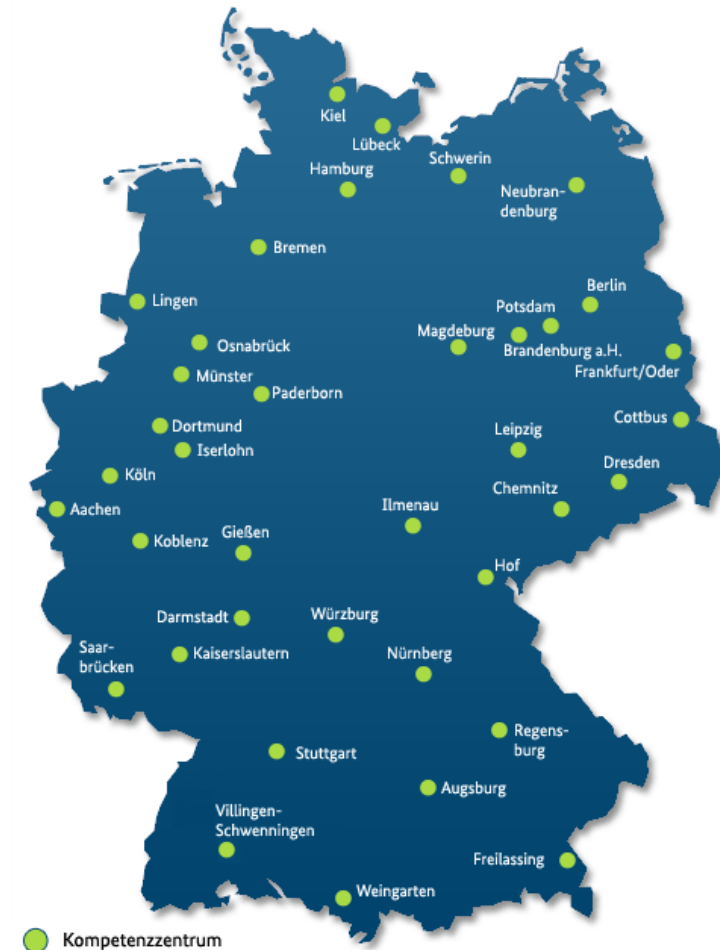 Kiel
Lübeck
Schwerin
Hamburg
Neubran-
denburg
Bremen
Berlin
Lingen
Potsdam
Magdeburg
Osnabrück
Brandenburg a.H.
Frankfurt/Oder
Münster
Paderborn
Cottbus
Dortmund
Leipzig
Iserlohn
Dresden
Köln
Chemnitz
Ilmenau
Aachen
Gießen
Koblenz
Hof
Würzburg
Darmstadt
Saar-
brücken
Kaiserslautern
Nürnberg
Regens-
burg
Stuttgart
Augsburg
Villingen-
Schwenningen
Freilassing
Weingarten
Kompetenzzentrum